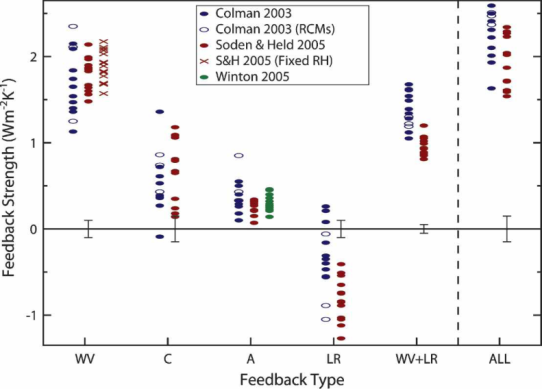 Colman 2003
Colman 2003 (RCMs)
Soden & Held 2005
S&H 2005 (Fixed RH)
Winton 2005
Feedback Strength (Wm⁻²K⁻¹)
2
1
0
-1
WV C A LR WV+LR ALL
Feedback Type